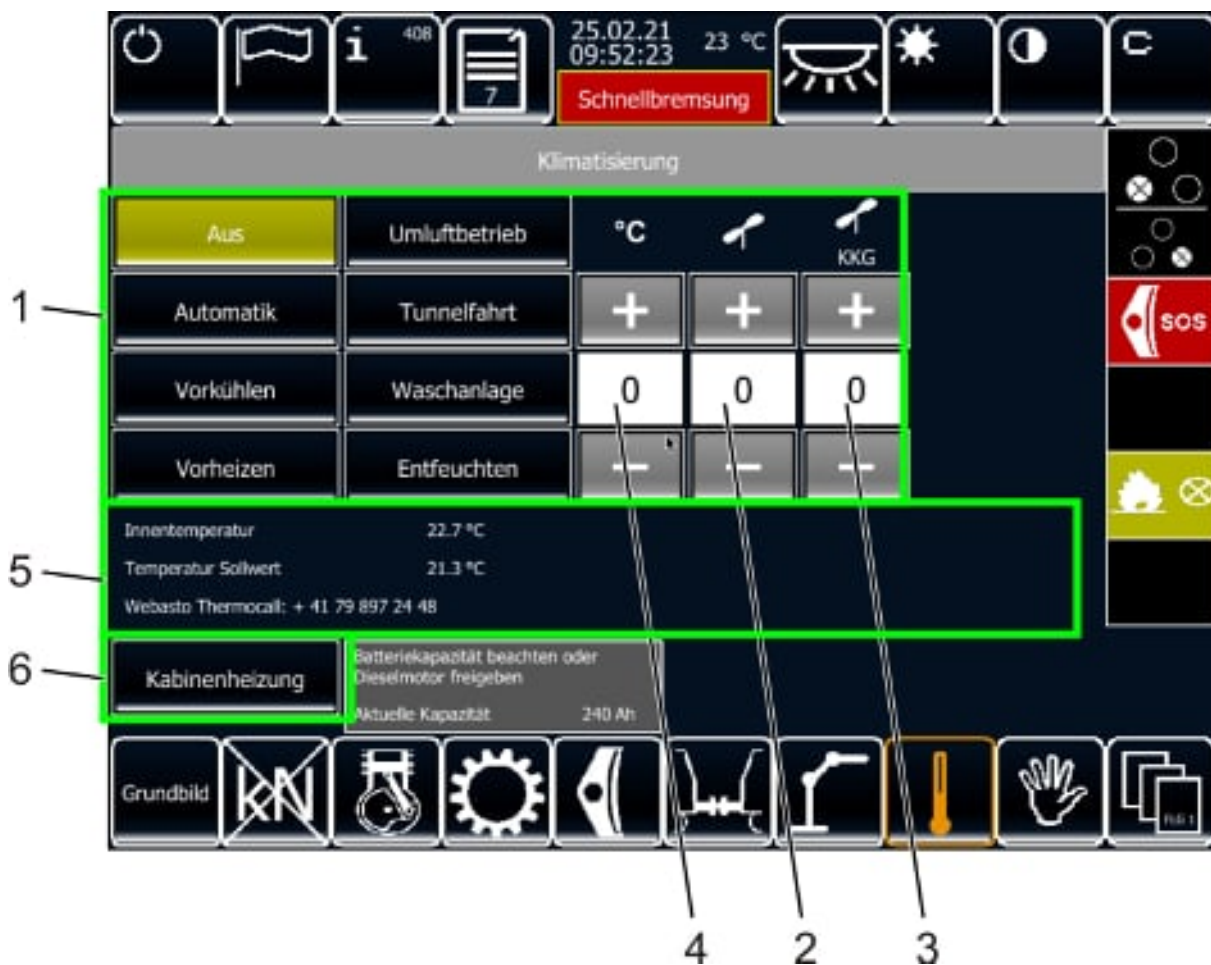 i 408
7
25.02.21
09:52:23
23 °C
Schnellbremsung
C
Klimatisierung
Aus Umluftbetrieb °C
KKG
1
Automatik Tunnelfahrt + + +
SOS
Vorkühlen Waschanlage 0 0 0
Vorheizen Entfeuchten - - -
5
Innentemperatur 22.7 °C
Temperatur Sollwert 21.3 °C
Webasto Thermocall: + 41 79 897 24 48
6
Kabinenheizung
Batteriekapazität beachten oder
Dieselmotor freigeben
Aktuelle Kapazität 240 Ah
Grundbild kN
4 2 3